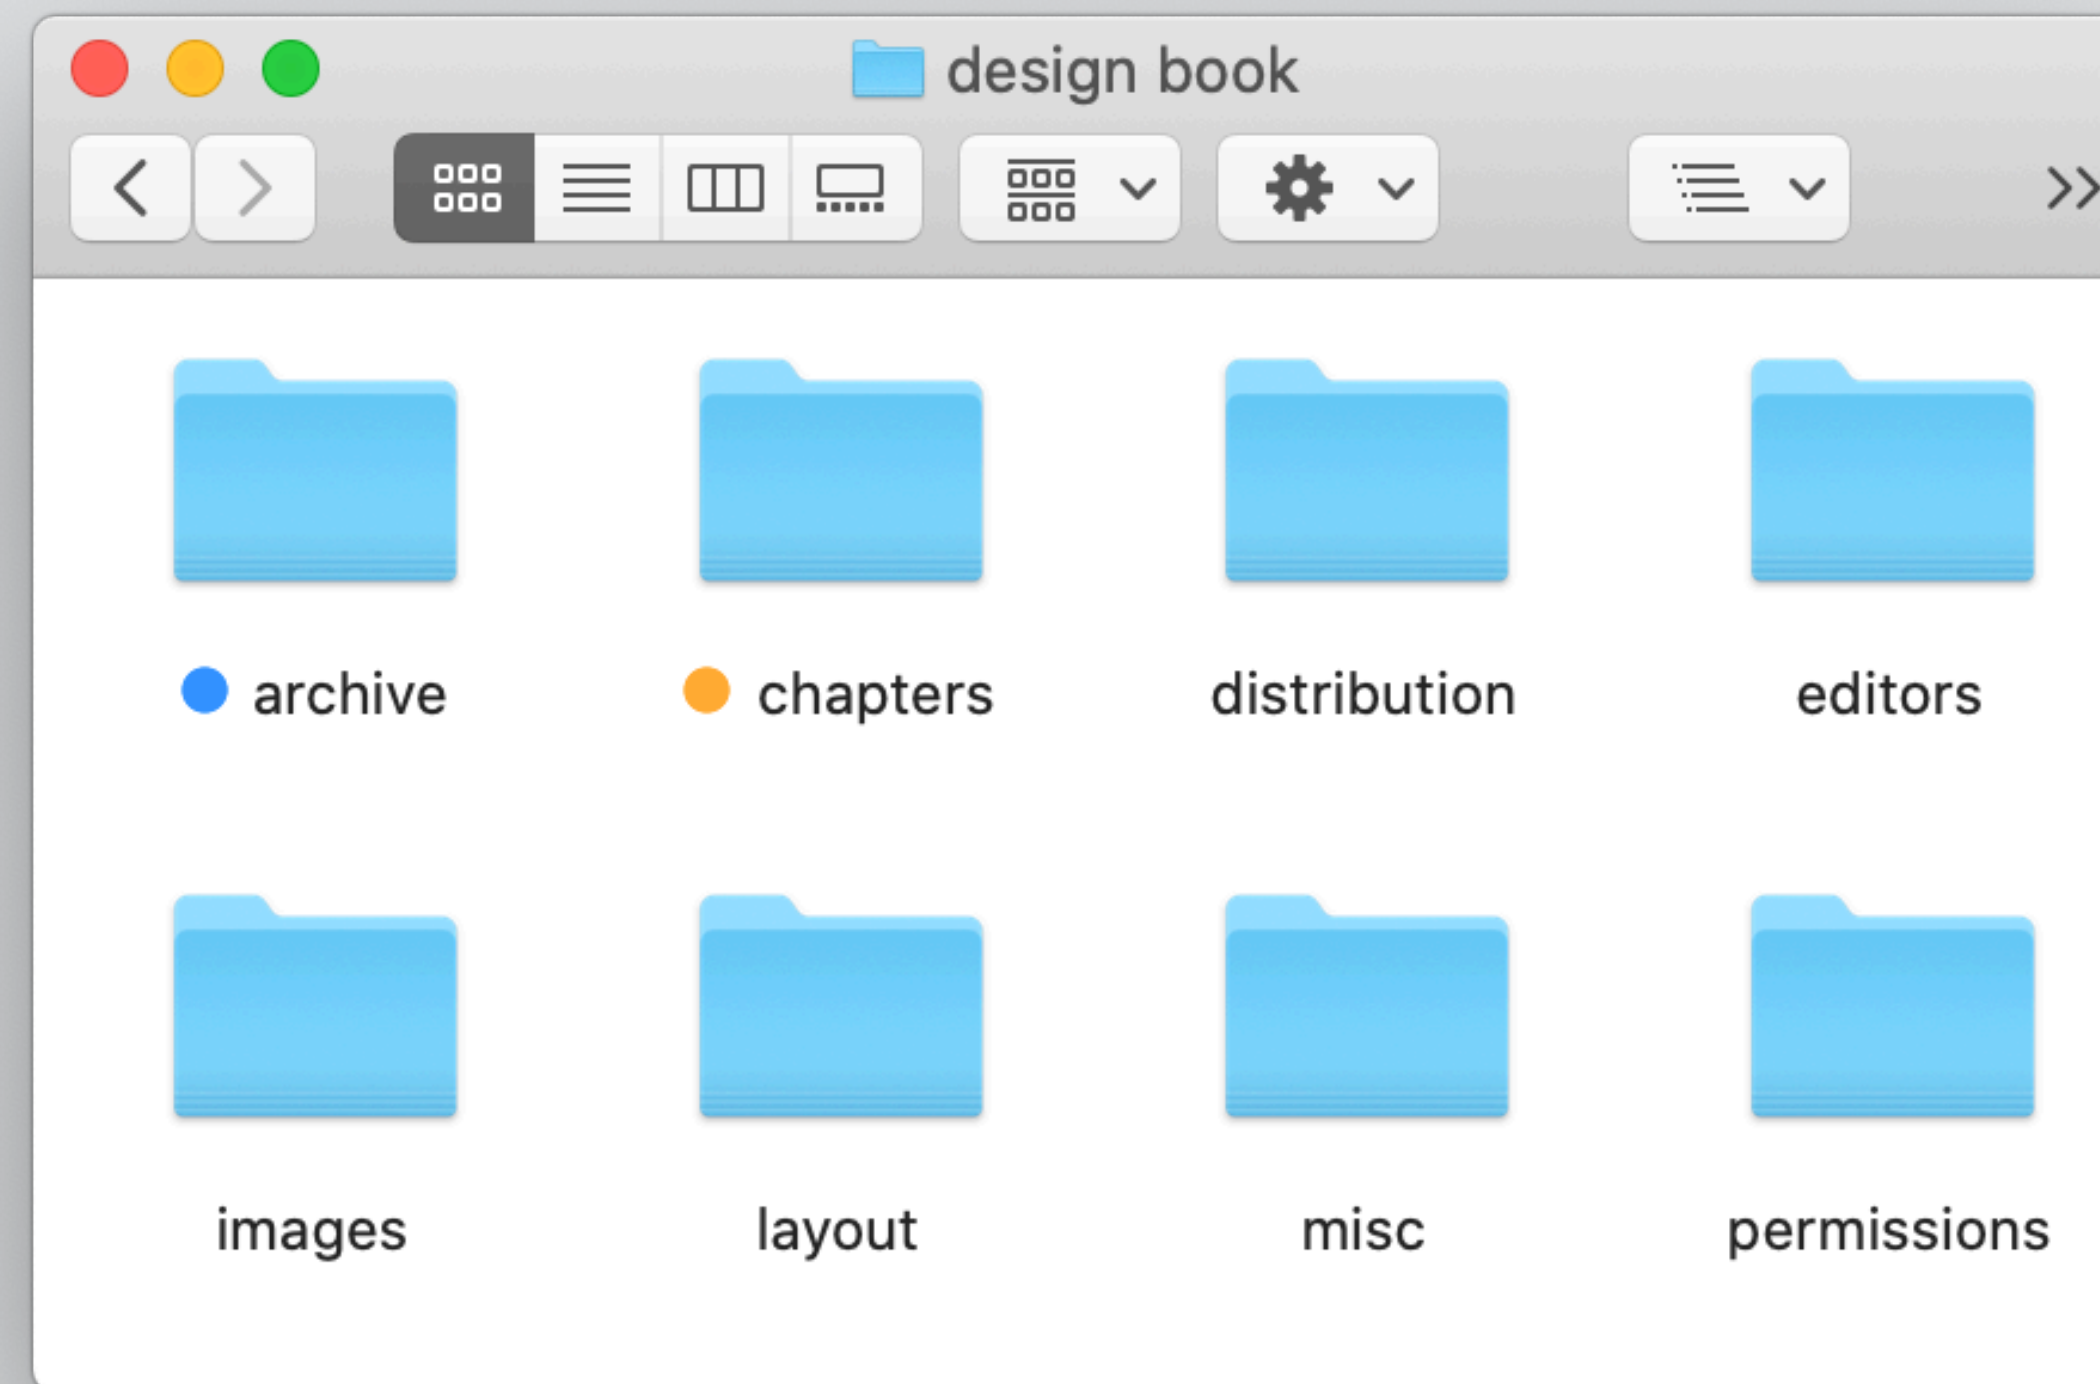 design book
archive
chapters
distribution
editors
images
layout
misc
permissions